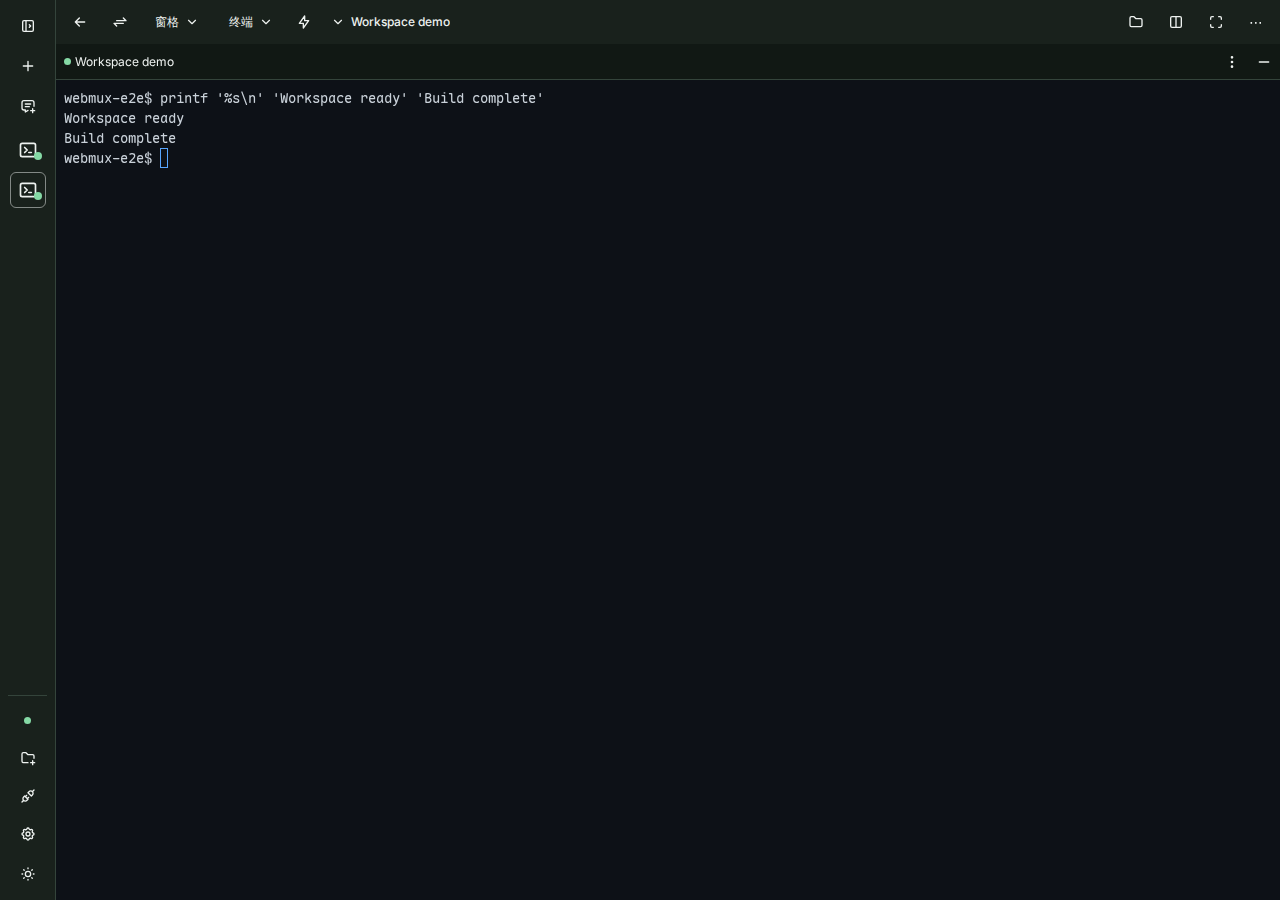 窗格 终端 Workspace demo
Workspace demo
webmux-e2e$ printf '%s\n' 'Workspace ready' 'Build complete'
Workspace ready
Build complete
webmux-e2e$